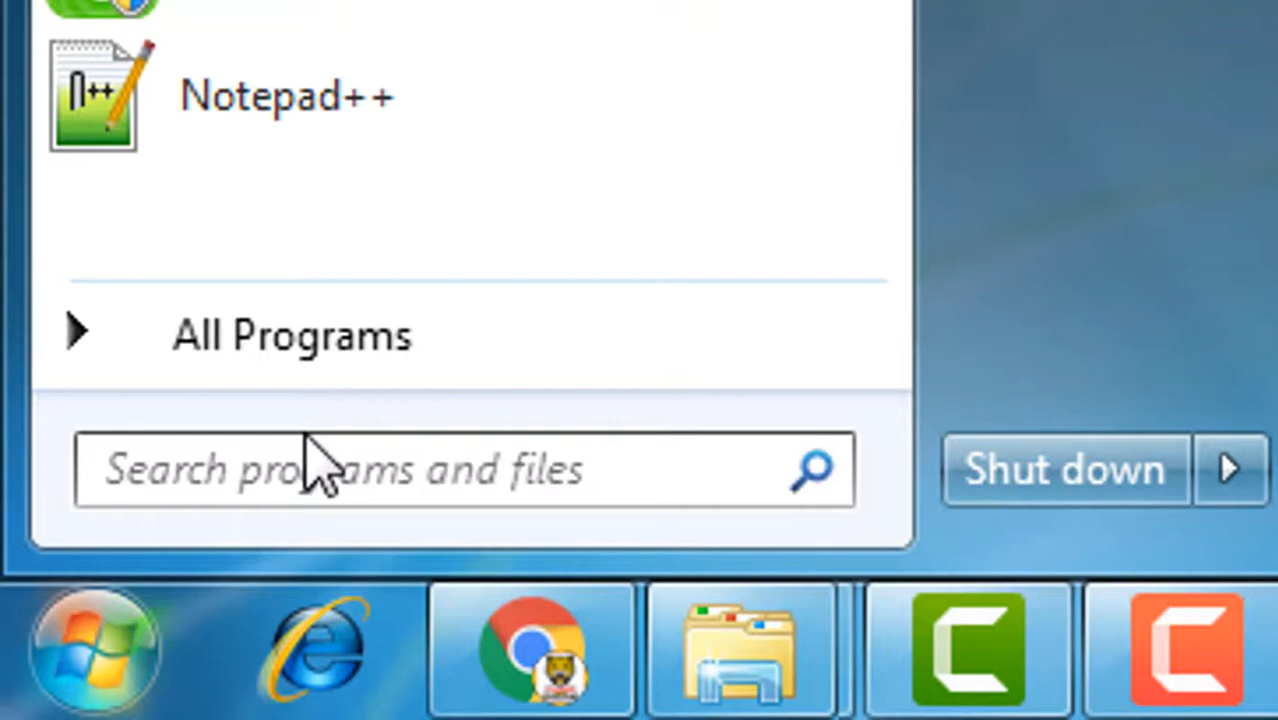 n++
Notepad++
All Programs
Search programs and files
Shut down